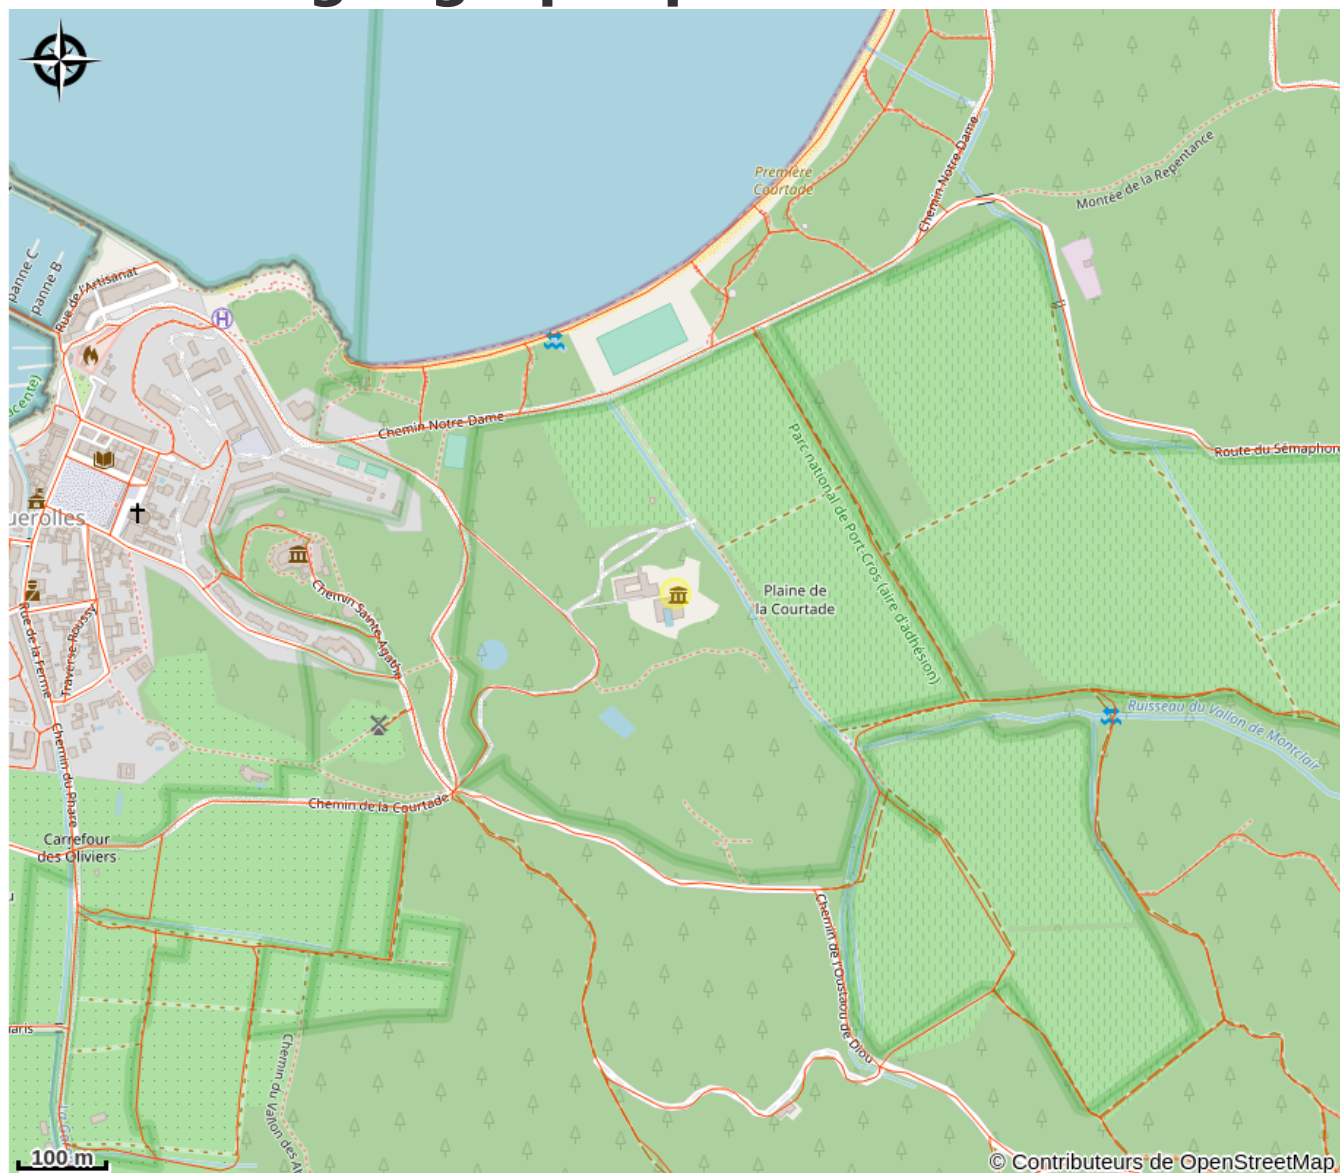 Première
Courtade
Chemin Notre Dame
Montée de la Repentance
panne C
panne B
Rue de l'Artisanat
H
Chemin Notre Dame
Route du Sémaphore
Parc national de Port-Cros (aire d'adhésion)
Plaine de
la Courtade
Chemin Sainte-Agathe
Rue de la Ferme
Traverse Roussy
Chemin du Phare
Ruisseau du Vallon de Montclair
Chemin de la Courtade
Carrefour
des Oliviers
Chemin de l'Oustaou de Diou
Chemin du Vallon des
100 m
© Contributeurs de OpenStreetMap